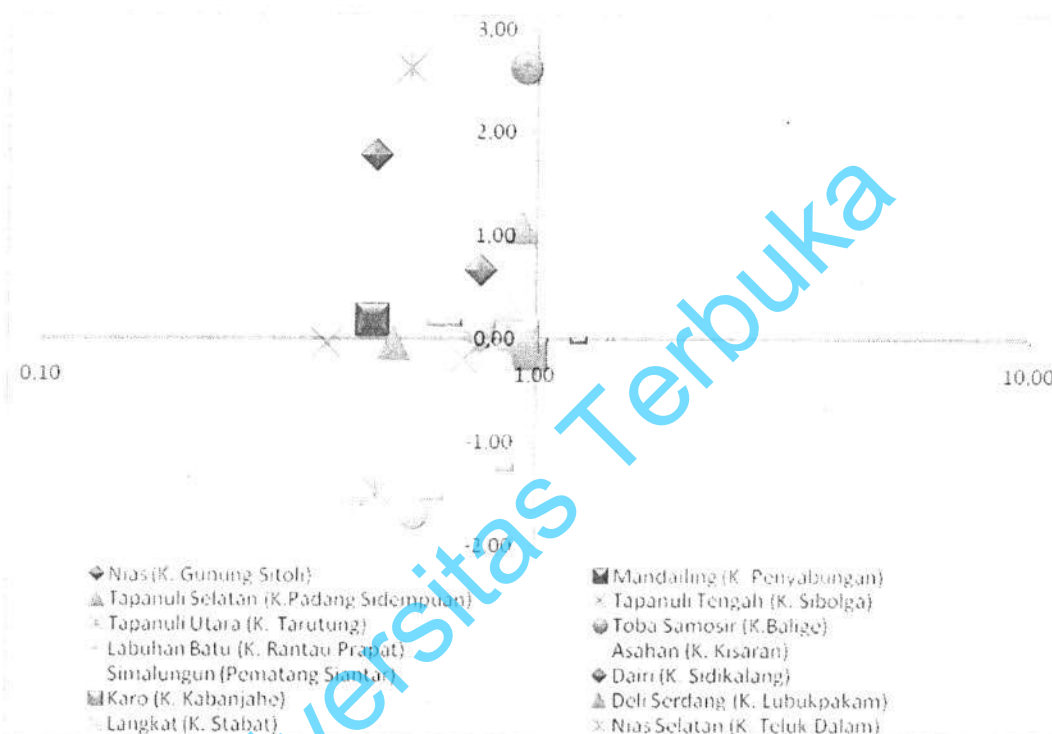 3,00
2,00
1,00
0,00
0.10
1.00
10.00
-1,00
-2,00
Nias (K. Gunung Sitoli)
Mandailing (K. Penyabungan)
Tapanuli Selatan (K.Padang Sidempuan)
Tapanuli Tengah (K. Sibolga)
Tapanuli Utara (K. Tarutung)
Toba Samosir (K.Balige)
Labuhan Batu (K. Rantau Prapat)
Asahan (K. Kisaran)
Simalungun (Pematang Siantar)
Dairi (K. Sidikalang)
Karo (K. Kabanjahe)
Deli Serdang (K. Lubukpakam)
Langkat (K. Stabat)
Nias Selatan (K. Teluk Dalam)
Universitas Terbuka